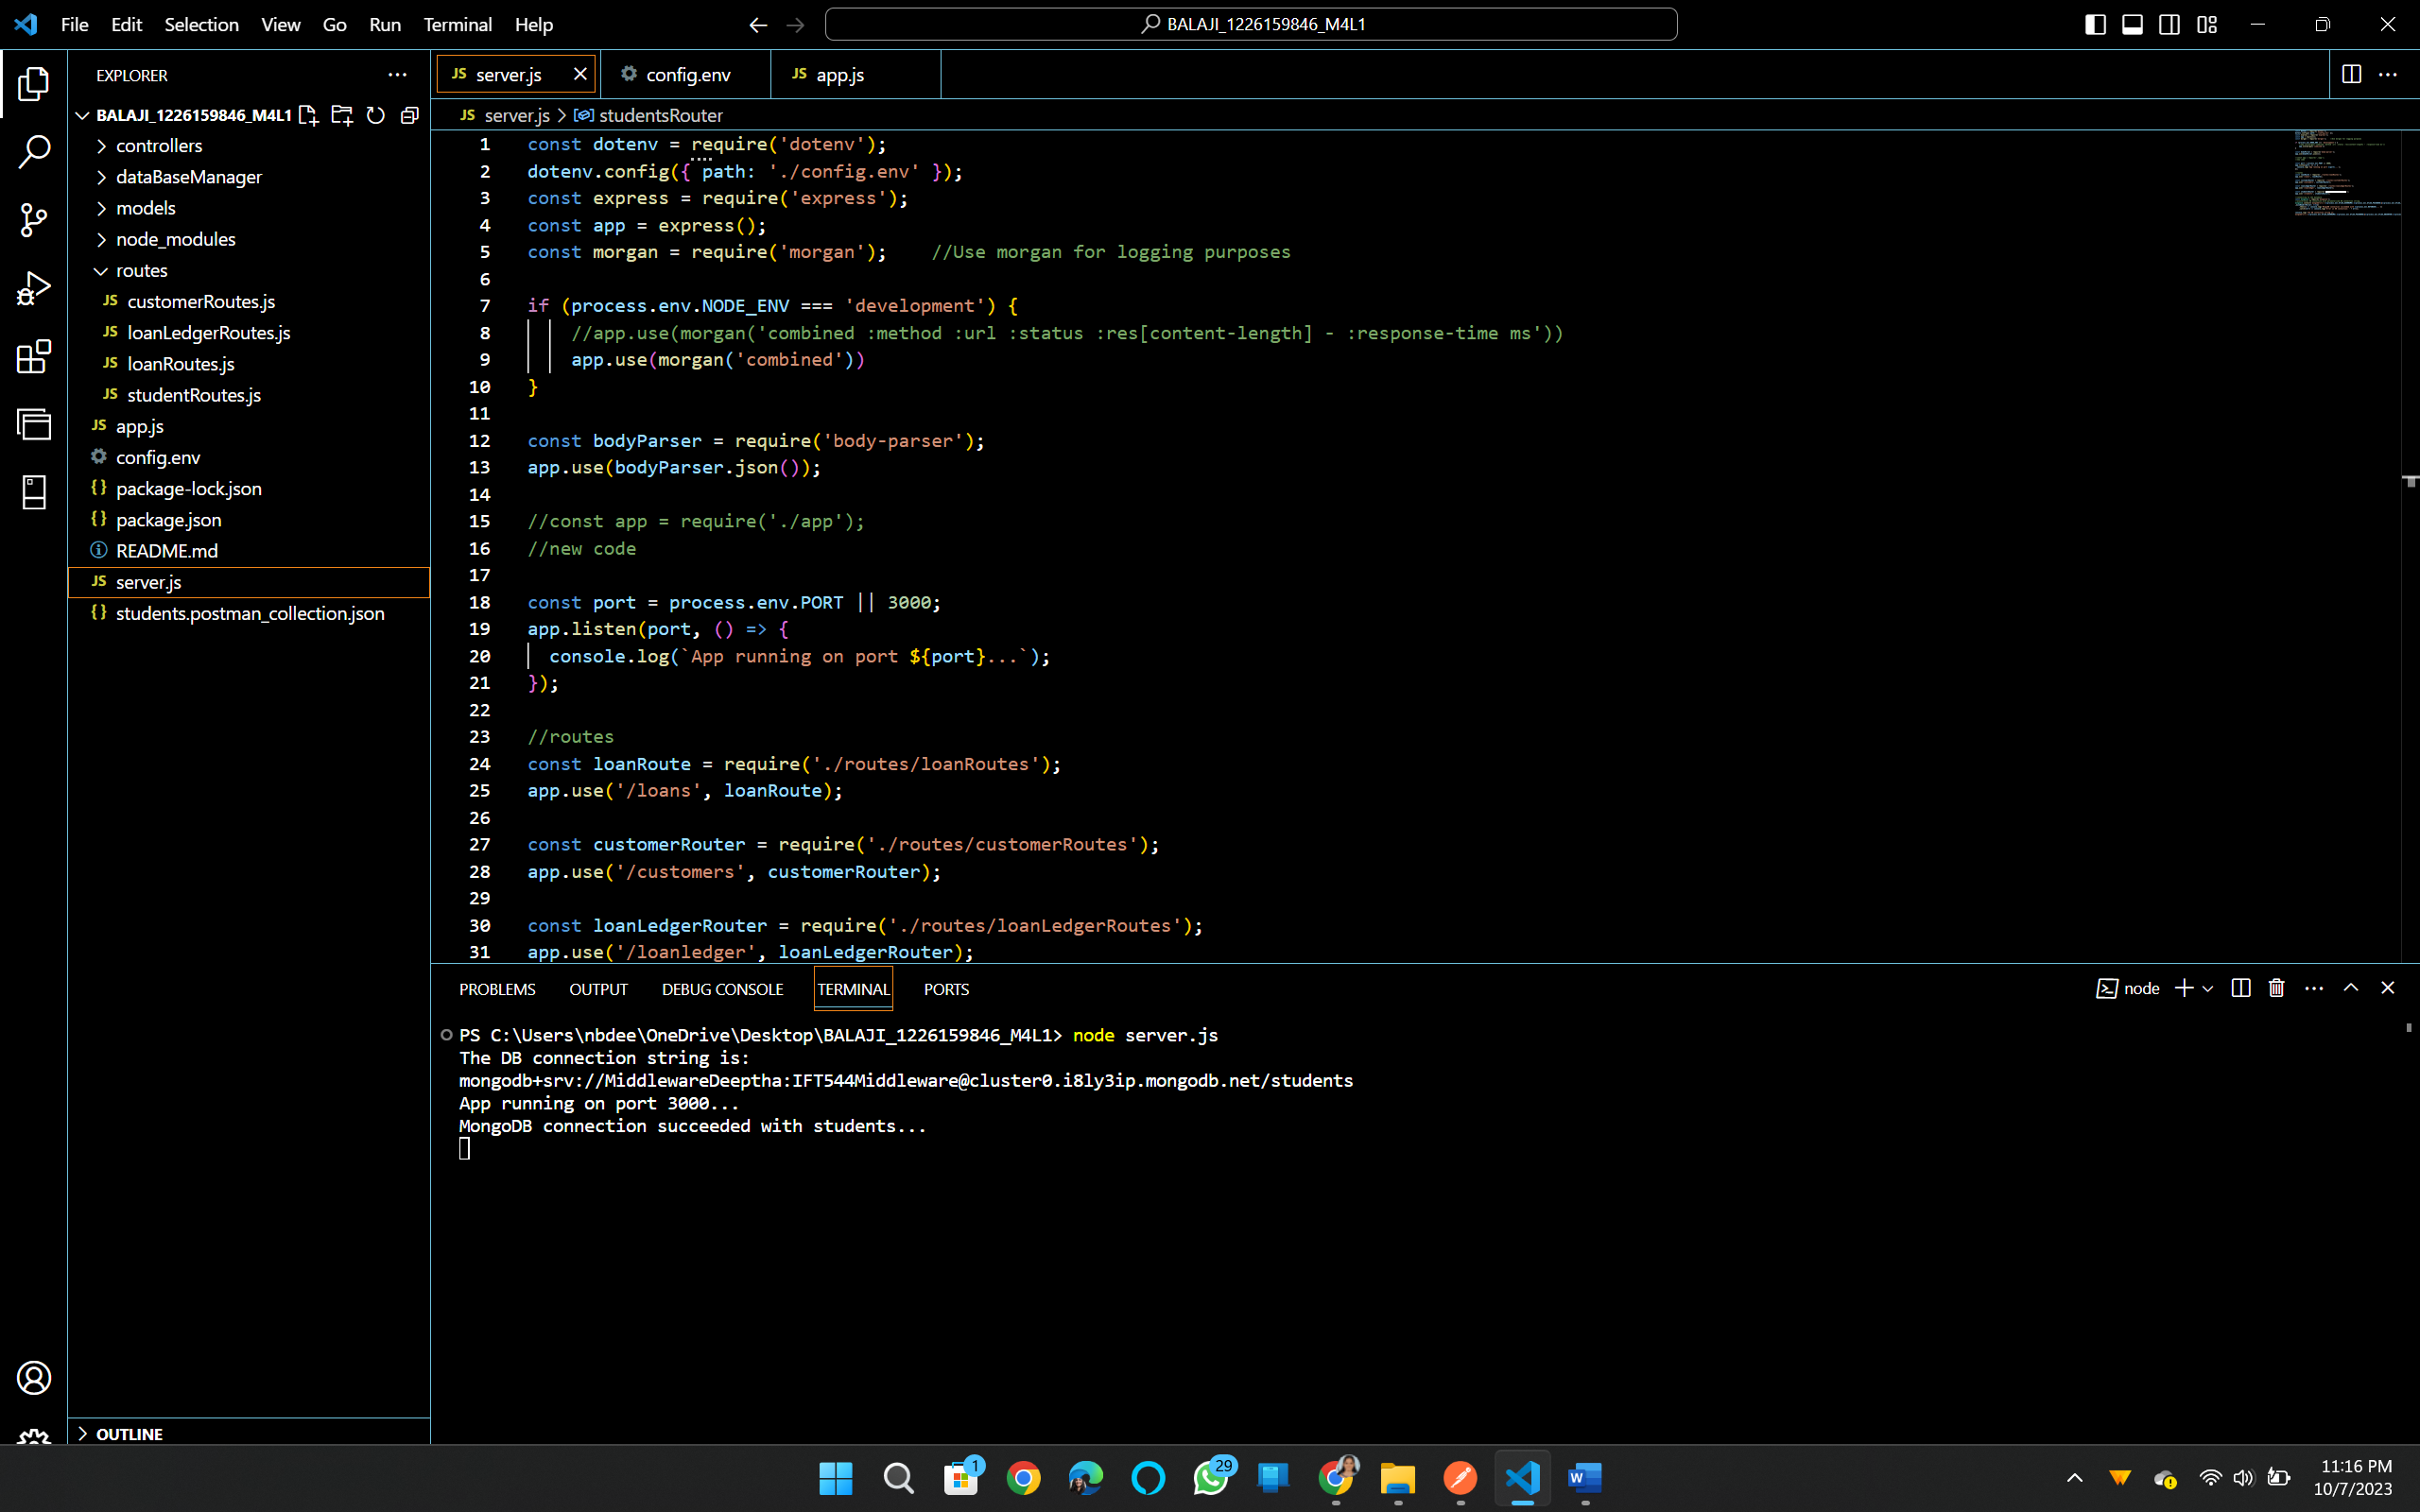 File Edit Selection View Go Run Terminal Help
BALAJI_1226159846_M4L1
EXPLORER
BALAJI_1226159846_M4L1
controllers
dataBaseManager
models
node_modules
routes
JS customerRoutes.js
JS loanLedgerRoutes.js
JS loanRoutes.js
JS studentRoutes.js
JS app.js
config.env
{} package-lock.json
{} package.json
README.md
JS server.js
{} students.postman_collection.json
OUTLINE
JS server.js
config.env
JS app.js
JS server.js > studentsRouter
1 const dotenv = require('dotenv');
2 dotenv.config({ path: './config.env' });
3 const express = require('express');
4 const app = express();
5 const morgan = require('morgan');    //Use morgan for logging purposes
6
7 if (process.env.NODE_ENV === 'development') {
8     //app.use(morgan('combined :method :url :status :res[content-length] - :response-time ms'))
9     app.use(morgan('combined'))
10 }
11
12 const bodyParser = require('body-parser');
13 app.use(bodyParser.json());
14
15 //const app = require('./app');
16 //new code
17
18 const port = process.env.PORT || 3000;
19 app.listen(port, () => {
20   console.log(`App running on port ${port}...`);
21 });
22
23 //routes
24 const loanRoute = require('./routes/loanRoutes');
25 app.use('/loans', loanRoute);
26
27 const customerRouter = require('./routes/customerRoutes');
28 app.use('/customers', customerRouter);
29
30 const loanLedgerRouter = require('./routes/loanLedgerRoutes');
31 app.use('/loanledger', loanLedgerRouter);
PROBLEMS OUTPUT DEBUG CONSOLE TERMINAL PORTS
node
PS C:\Users\nbdee\OneDrive\Desktop\BALAJI_1226159846_M4L1> node server.js
The DB connection string is:
mongodb+srv://MiddlewareDeeptha:IFT544Middleware@cluster0.i8ly3ip.mongodb.net/students
App running on port 3000...
MongoDB connection succeeded with students...
1
29
W
11:16 PM
10/7/2023